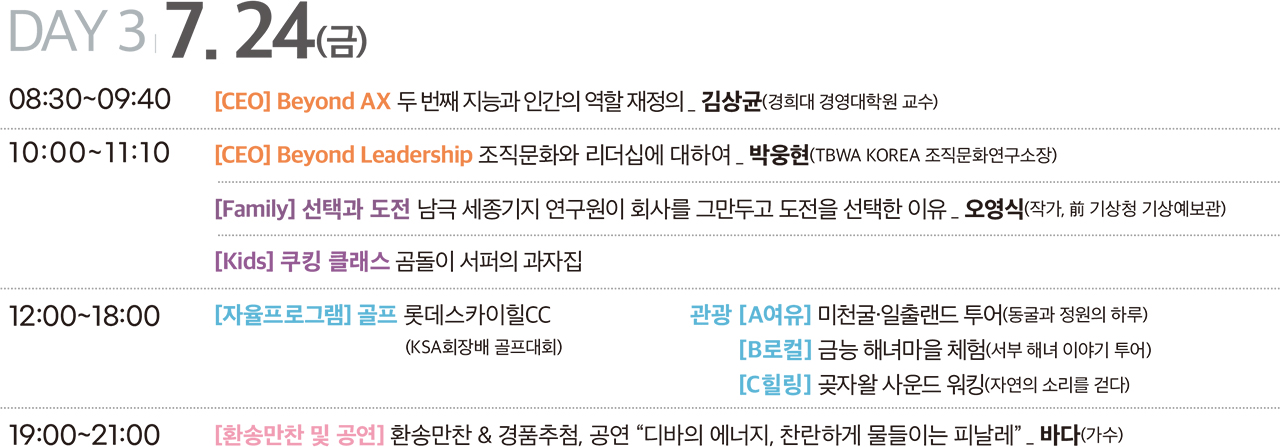 DAY 3 | 7. 24(금)
08:30~09:40 [CEO] Beyond AX 두 번째 지능과 인간의 역할 재정의 _ 김상균(경희대 경영대학원 교수)
10:00~11:10 [CEO] Beyond Leadership 조직문화와 리더십에 대하여 _ 박웅현(TBWA KOREA 조직문화연구소장)
[Family] 선택과 도전 남극 세종기지 연구원이 회사를 그만두고 도전을 선택한 이유 _ 오영식(작가, 前 기상청 기상예보관)
[Kids] 쿠킹 클래스 곰돌이 서퍼의 과자집
12:00~18:00 [자율프로그램] 골프 롯데스카이힐CC 관광 [A여유] 미천굴·일출랜드 투어(동굴과 정원의 하루)
(KSA회장배 골프대회) [B로컬] 금능 해녀마을 체험(서부 해녀 이야기 투어)
[C힐링] 곶자왈 사운드 워킹(자연의 소리를 걷다)
19:00~21:00 [환송만찬 및 공연] 환송만찬 & 경품추첨, 공연 “디바의 에너지, 찬란하게 물들이는 피날레” _ 바다(가수)